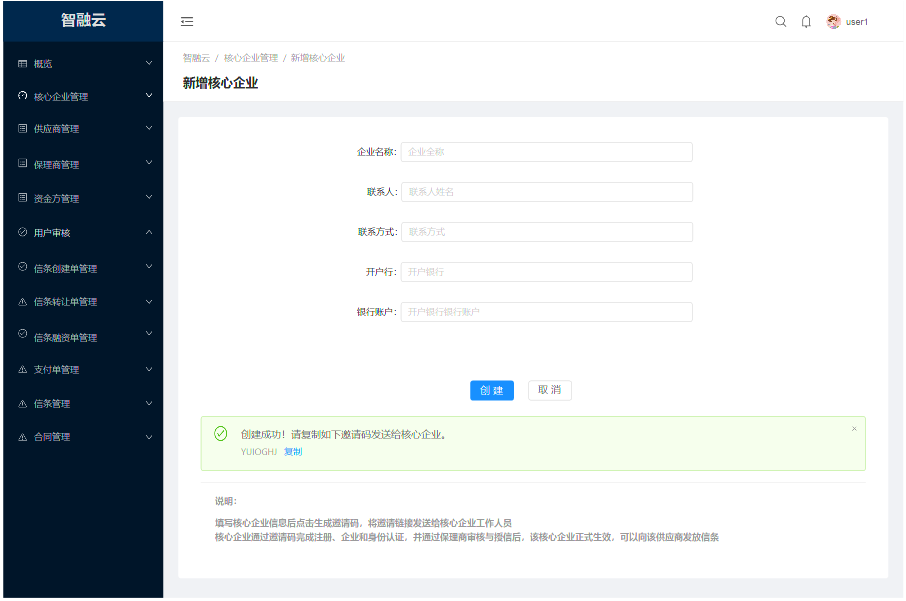 智融云
user1
概览
核心企业管理
供应商管理
保理商管理
资金方管理
用户审核
信条创建单管理
信条转让单管理
信条融资单管理
支付单管理
信条管理
合同管理
智融云 / 核心企业管理 / 新增核心企业
新增核心企业
企业名称: 企业全称
联系人: 联系人姓名
联系方式: 联系方式
开户行: 开户银行
银行账户: 开户银行银行账户
创 建 取 消
创建成功！请复制如下邀请码发送给核心企业。
YUIOGHJ 复制
说明：
填写核心企业信息后点击生成邀请码，将邀请链接发送给核心企业工作人员
核心企业通过邀请码完成注册、企业和身份认证，并通过保理商审核与授信后，该核心企业正式生效，可以向该供应商发放信条